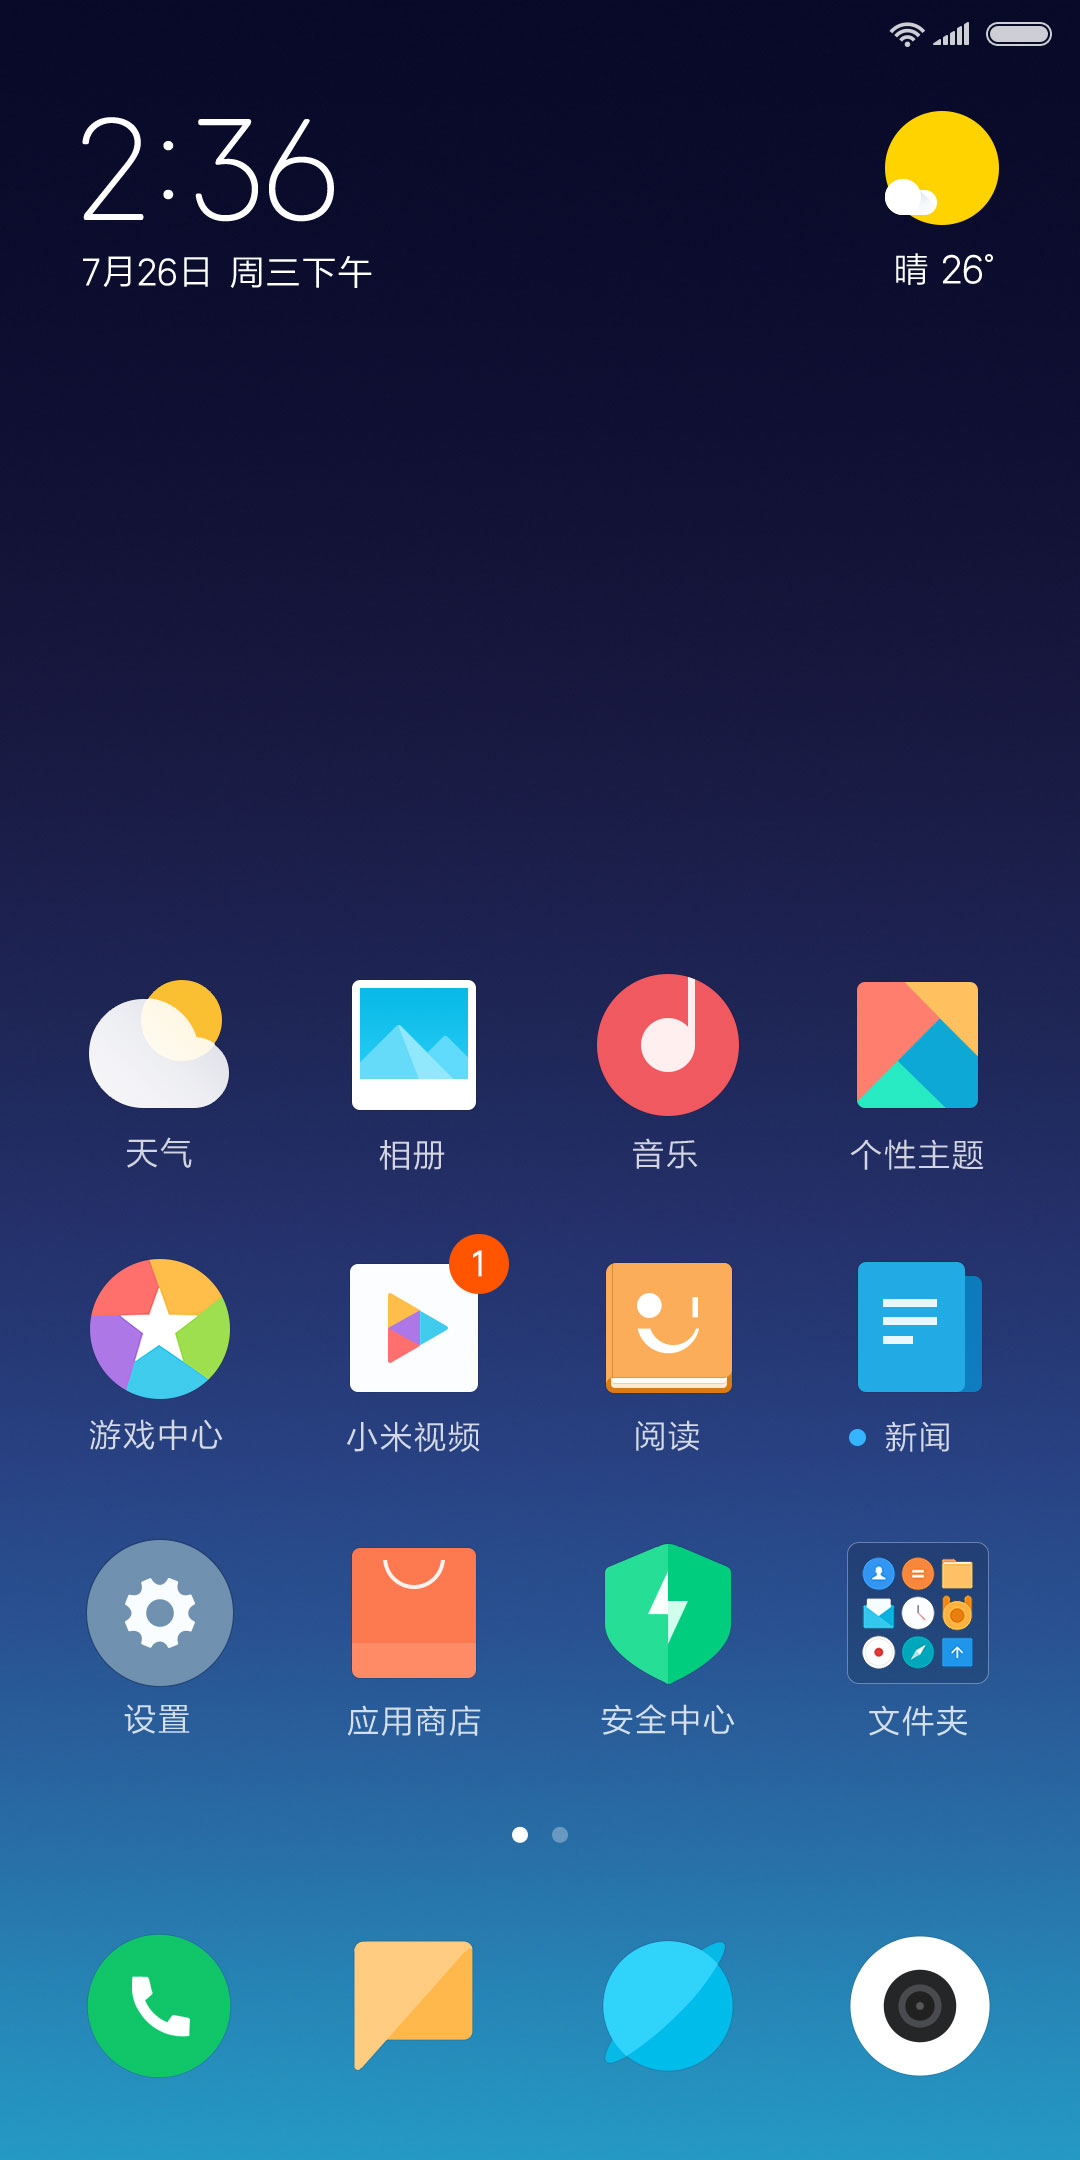 2:36
7月26日 周三下午
晴 26°
天气
相册
音乐
个性主题
1
游戏中心
小米视频
阅读
新闻
设置
应用商店
安全中心
文件夹